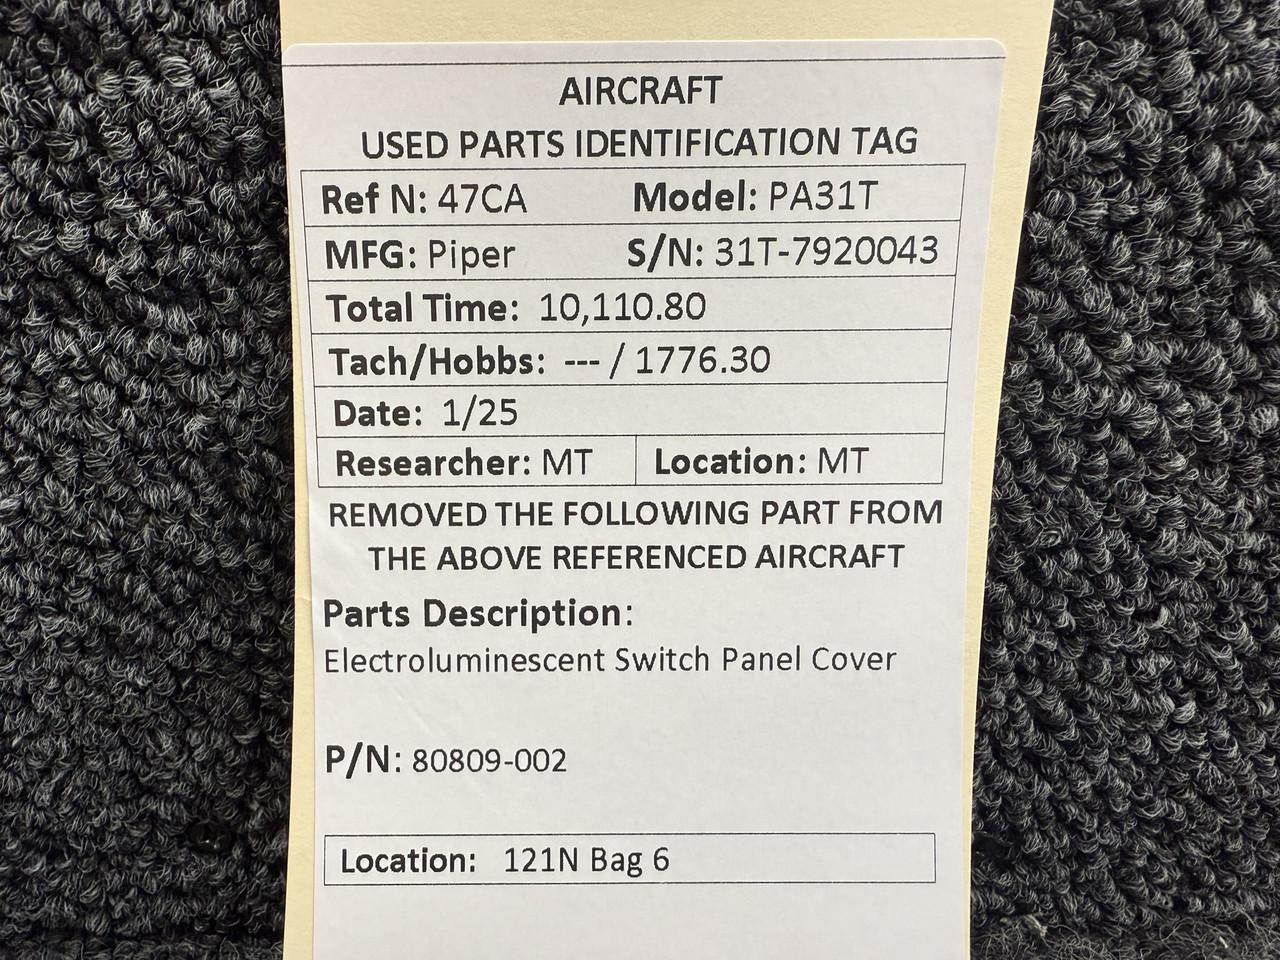 AIRCRAFT
USED PARTS IDENTIFICATION TAG
Ref N: 47CA Model: PA31T
MFG: Piper S/N: 31T-7920043
Total Time: 10,110.80
Tach/Hobbs: --- / 1776.30
Date: 1/25
Researcher: MT Location: MT
REMOVED THE FOLLOWING PART FROM
THE ABOVE REFERENCED AIRCRAFT
Parts Description:
Electroluminescent Switch Panel Cover
P/N: 80809-002
Location: 121N Bag 6